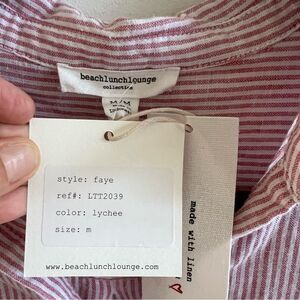 beachlunchlounge
collection
M/M
style: faye
ref#: LTT2039
color: lychee
size: m
www.beachlunchlounge.com
made with linen